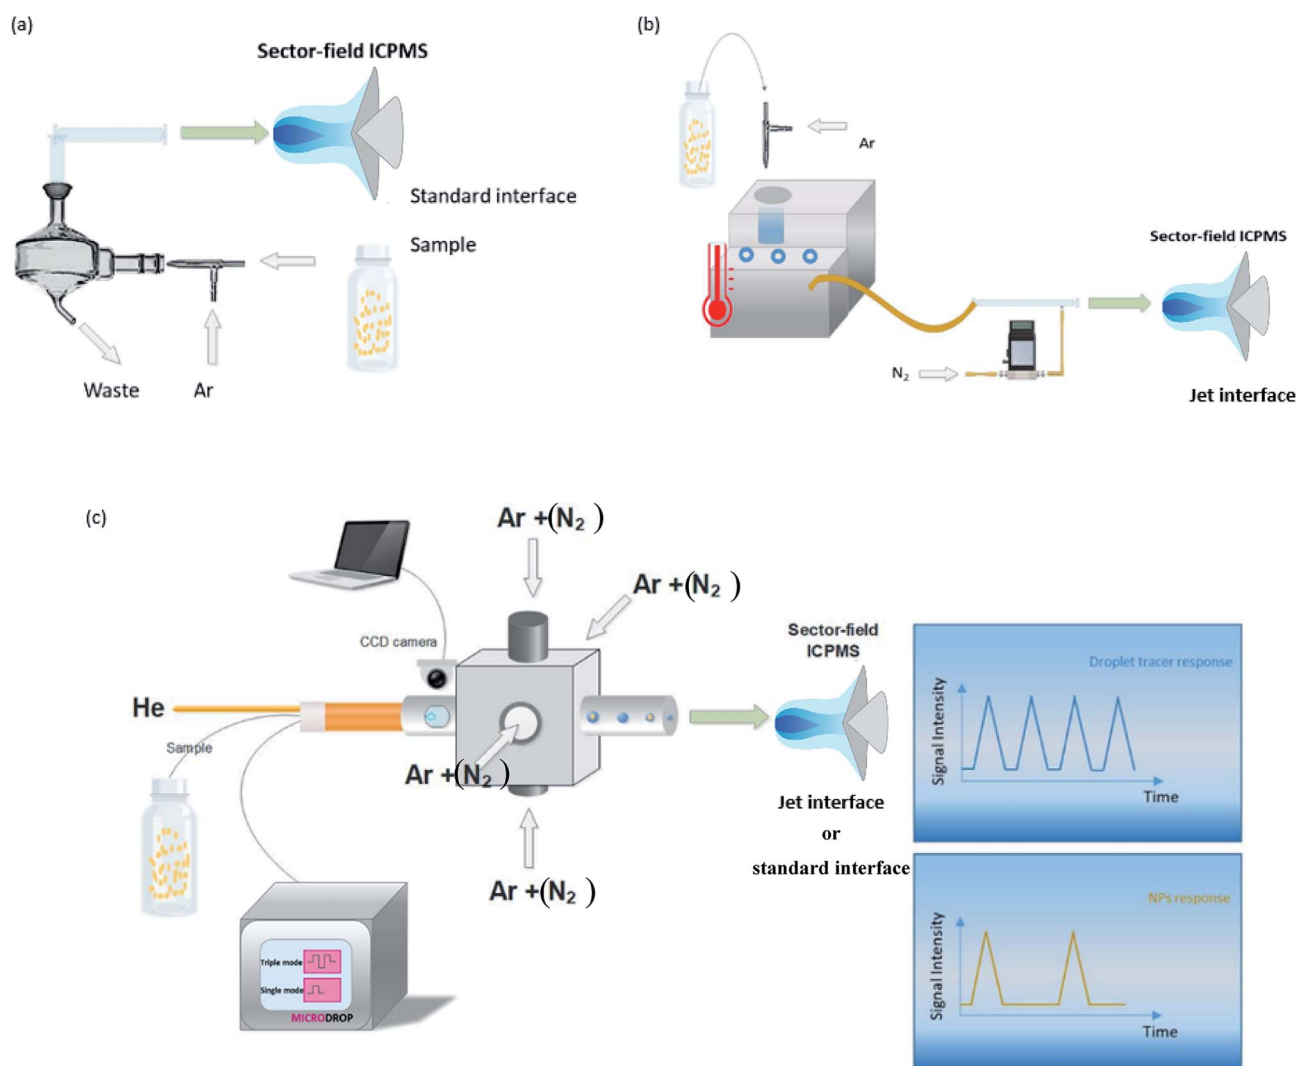 (a)
Sector-field ICPMS
Standard interface
Sample
Waste
Ar
(b)
Ar
Sector-field ICPMS
N₂
Jet interface
(c)
Ar +(N₂ )
Ar +(N₂ )
CCD camera
He
Sample
Ar +(N₂ )
Ar +(N₂ )
Sector-field
ICPMS
Jet interface
or
standard interface
Triple mode
Single mode
MICRODROP
Droplet tracer response
Signal Intensity
Time
NPs response
Signal Intensity
Time